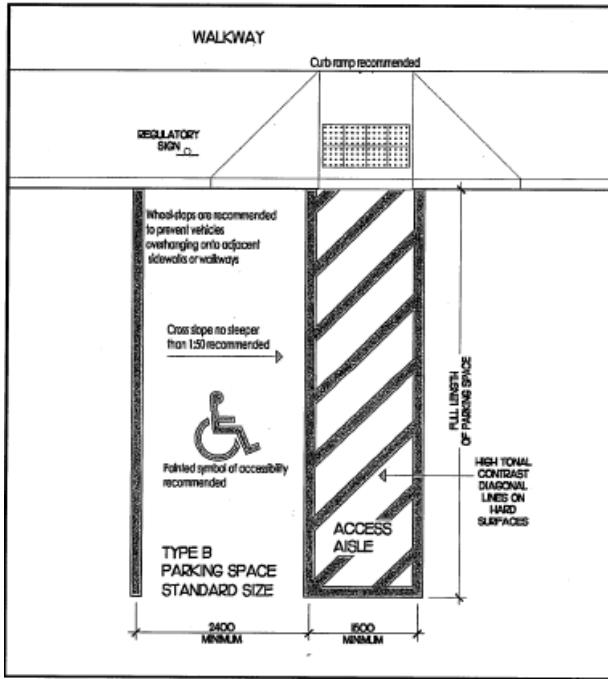 WALKWAY
Curb ramp recommended
REGULATORY
SIGN
Wheel-stops are recommended
to prevent vehicles
overhanging onto adjacent
sidewalks or walkways
Cross slope no steeper
than 1:50 recommended
Painted symbol of accessibility
recommended
FULL LENGTH
OF PARKING SPACE
HIGH TONAL
CONTRAST
DIAGONAL
LINES ON
HARD
SURFACES
ACCESS
AISLE
TYPE B
PARKING SPACE
STANDARD SIZE
2400
MINIMUM
1500
MINIMUM